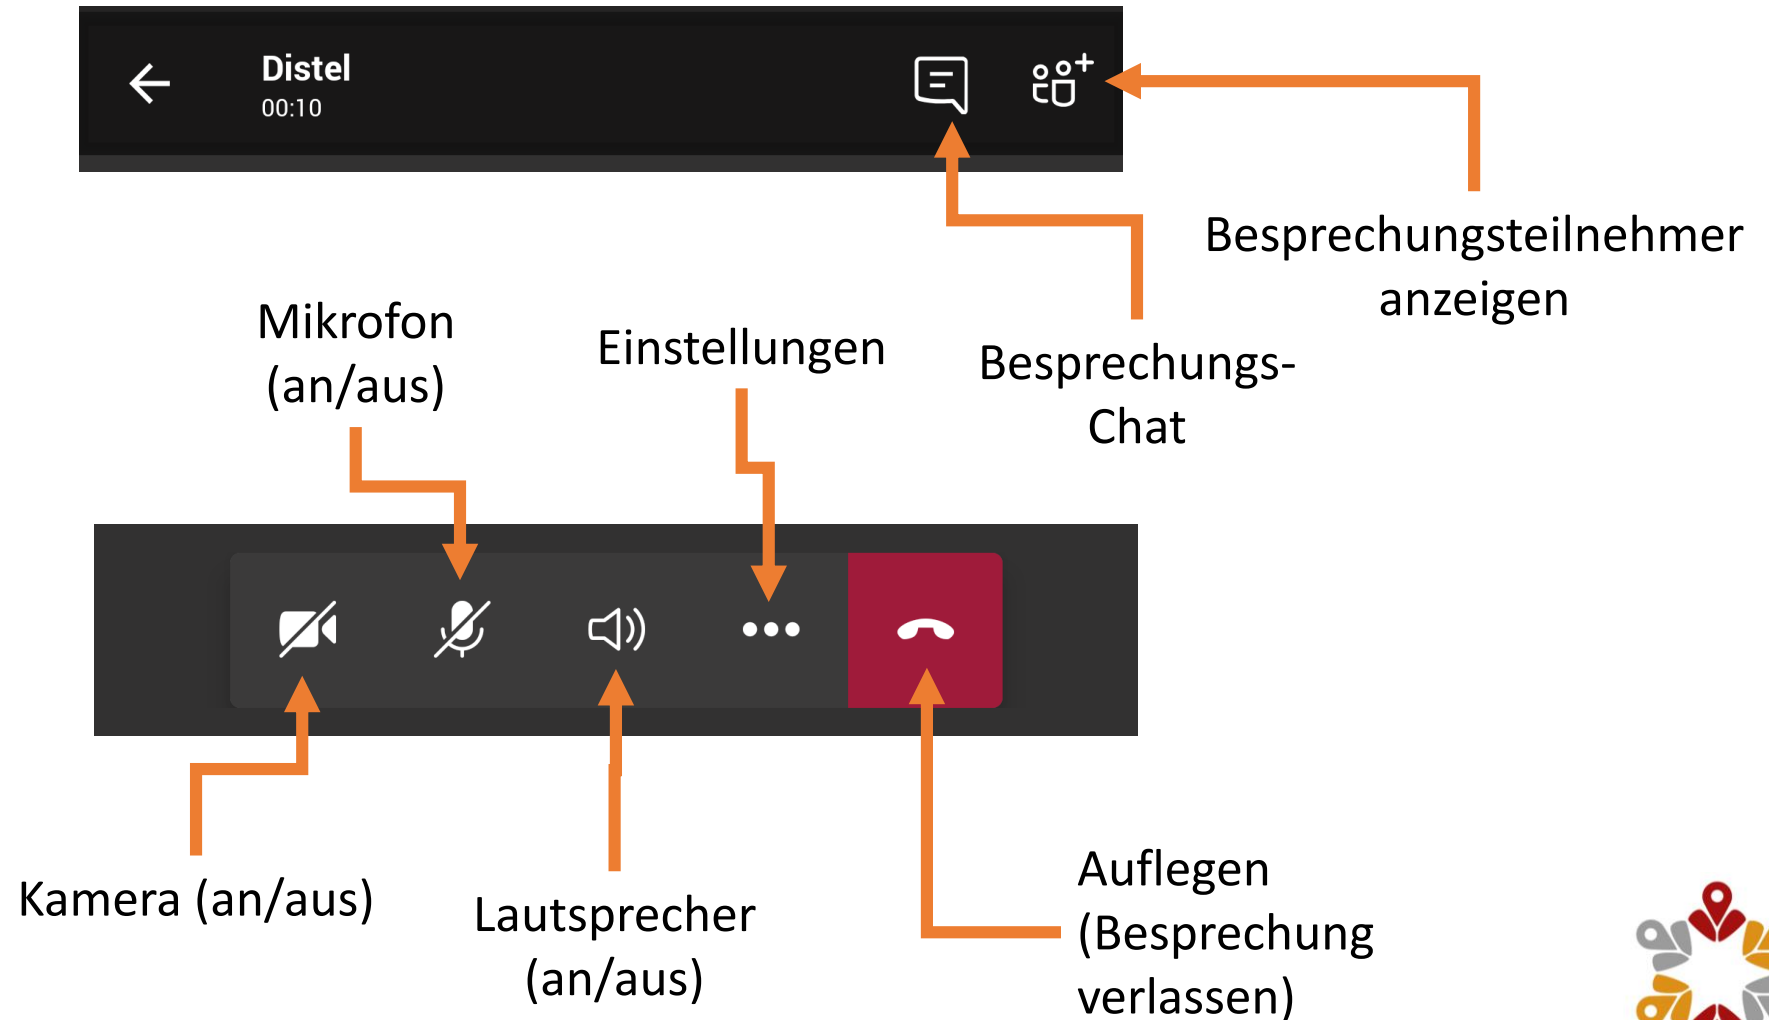 Distel
00:10
Besprechungsteilnehmer
anzeigen
Mikrofon
(an/aus)
Einstellungen
Besprechungs-
Chat
Kamera (an/aus)
Lautsprecher
(an/aus)
Auflegen
(Besprechung
verlassen)